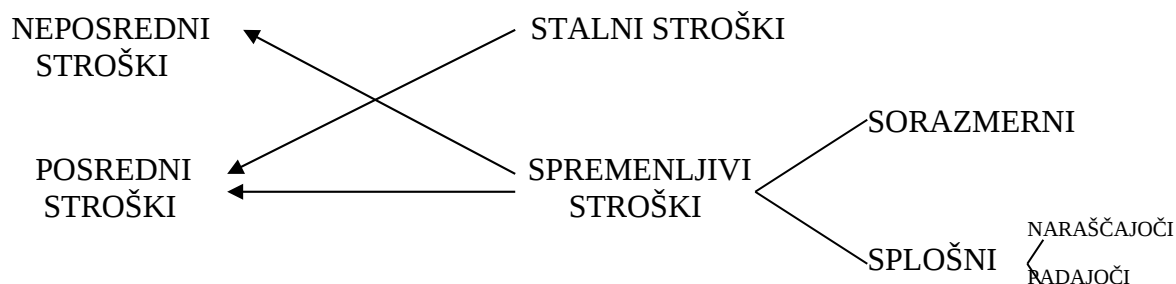 NEPOSREDNI
STROŠKI
STALNI STROŠKI
SORAZMERNI
POSREDNI
STROŠKI
SPREMENLJIVI
STROŠKI
SPLOŠNI
NARAŠČAJOČI
PADAJOČI